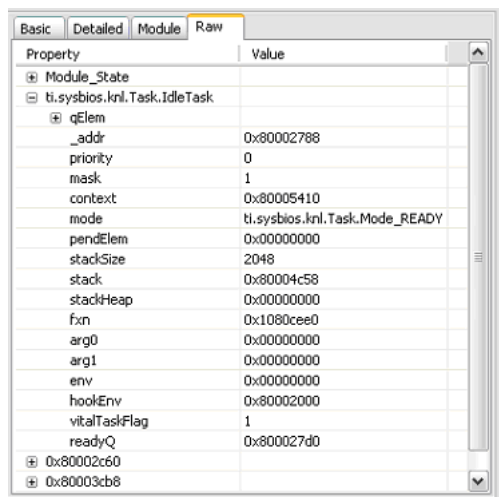 Basic Detailed Module Raw
Property Value
Module_State
ti.sysbios.knl.Task.IdleTask
qElem
_addr 0x80002788
priority 0
mask 1
context 0x80005410
mode ti.sysbios.knl.Task.Mode_READY
pendElem 0x00000000
stackSize 2048
stack 0x80004c58
stackHeap 0x00000000
fxn 0x1080cee0
arg0 0x00000000
arg1 0x00000000
env 0x00000000
hookEnv 0x80002000
vitalTaskFlag 1
readyQ 0x800027d0
0x80002c60
0x80003cb8